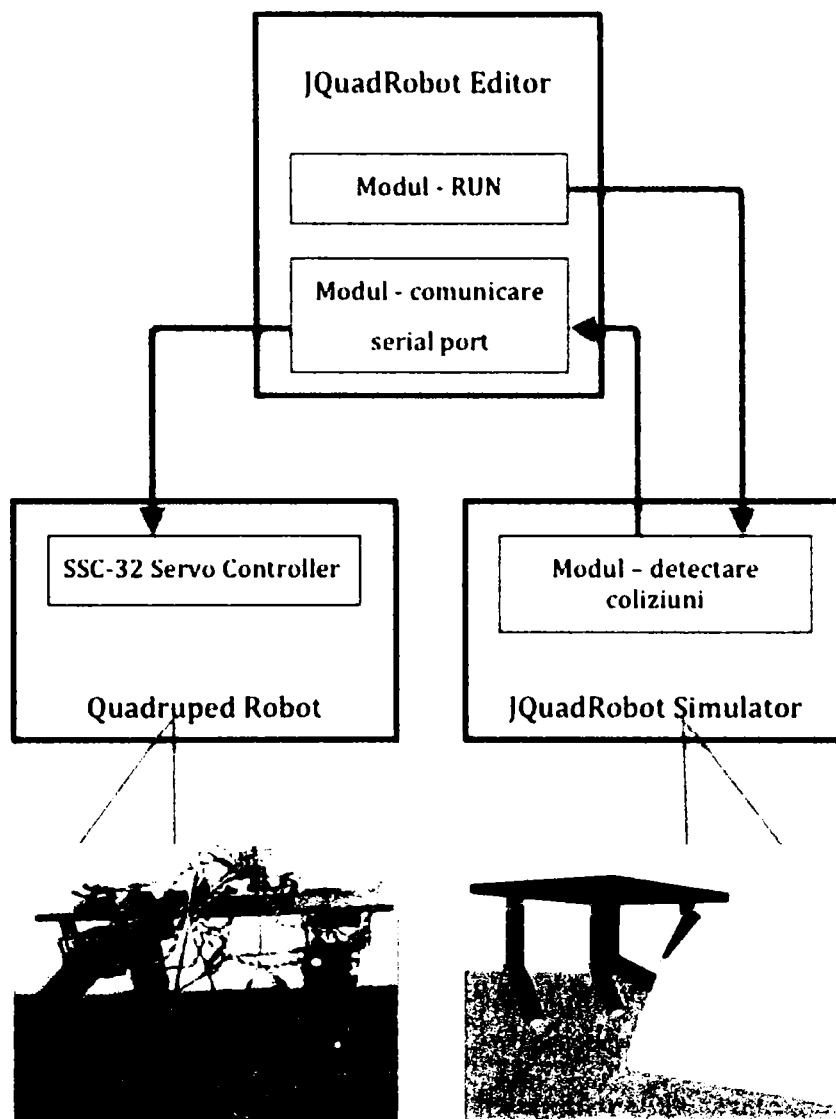 JQuadRobot Editor
Modul - RUN
Modul - comunicare
serial port
SSC-32 Servo Controller
Quadruped Robot
Modul - detectare
coliziuni
JQuadRobot Simulator